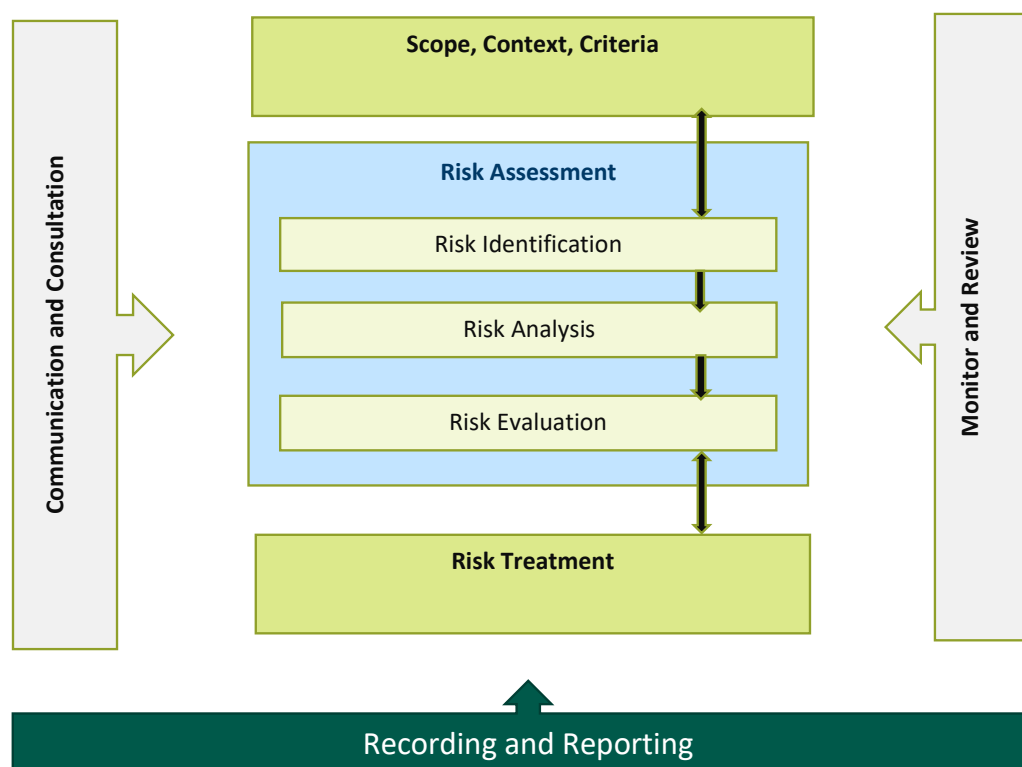 Scope, Context, Criteria
Communication and Consultation
Risk Assessment
Risk Identification
Risk Analysis
Risk Evaluation
Monitor and Review
Risk Treatment
Recording and Reporting